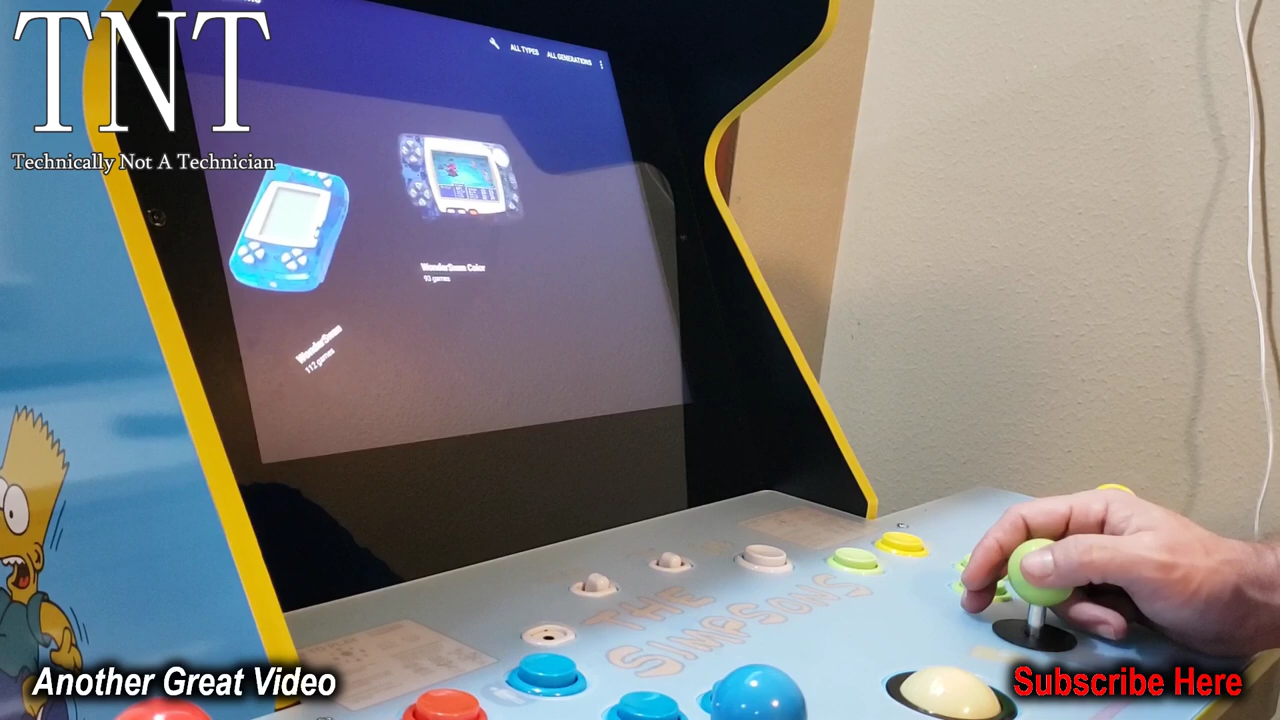 TNT
Technically Not A Technician
ALL TYPES
ALL GENERATIONS
WonderSwan Color
93 games
WonderSwan
112 games
THE
SIMPSONS
Another Great Video
Subscribe Here